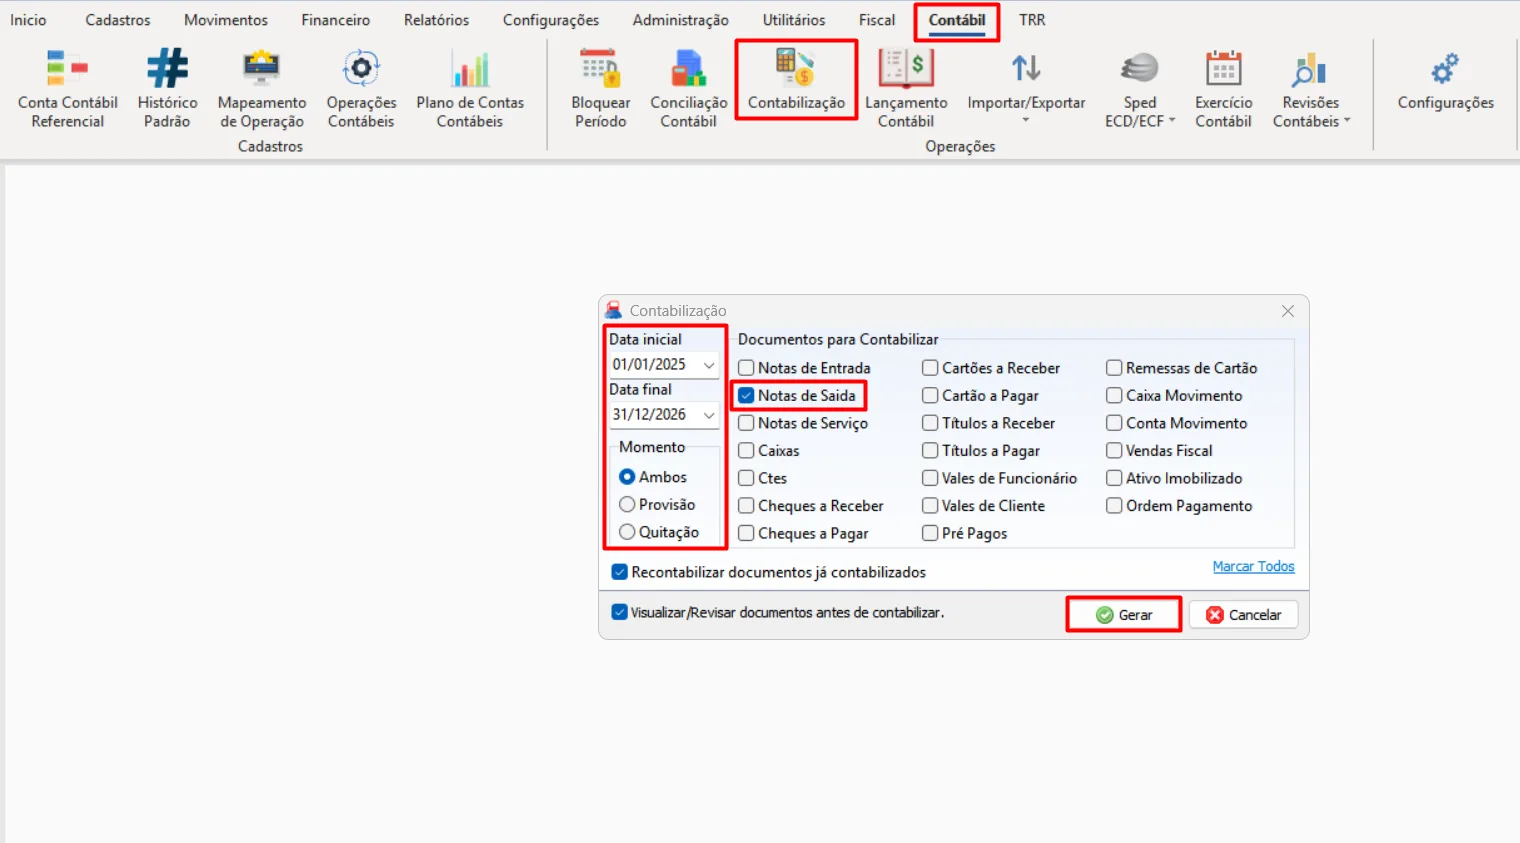 Inicio Cadastros Movimentos Financeiro Relatórios Configurações Administração Utilitários Fiscal Contábil TRR
Conta Contábil Referencial
Histórico Padrão
Mapeamento de Operação
Operações Contábeis
Plano de Contas Contábeis
Cadastros
Bloquear Período
Conciliação Contábil
Contabilização
Lançamento Contábil
Importar/Exportar
Sped ECD/ECF
Exercício Contábil
Revisões Contábeis
Operações
Configurações
Contabilização
Data inicial
01/01/2025
Data final
31/12/2026
Momento
Ambos
Provisão
Quitação
Documentos para Contabilizar
Notas de Entrada
Notas de Saida
Notas de Serviço
Caixas
Ctes
Cheques a Receber
Cheques a Pagar
Cartões a Receber
Cartão a Pagar
Títulos a Receber
Títulos a Pagar
Vales de Funcionário
Vales de Cliente
Pré Pagos
Remessas de Cartão
Caixa Movimento
Conta Movimento
Vendas Fiscal
Ativo Imobilizado
Ordem Pagamento
Marcar Todos
Recontabilizar documentos já contabilizados
Visualizar/Revisar documentos antes de contabilizar.
Gerar
Cancelar